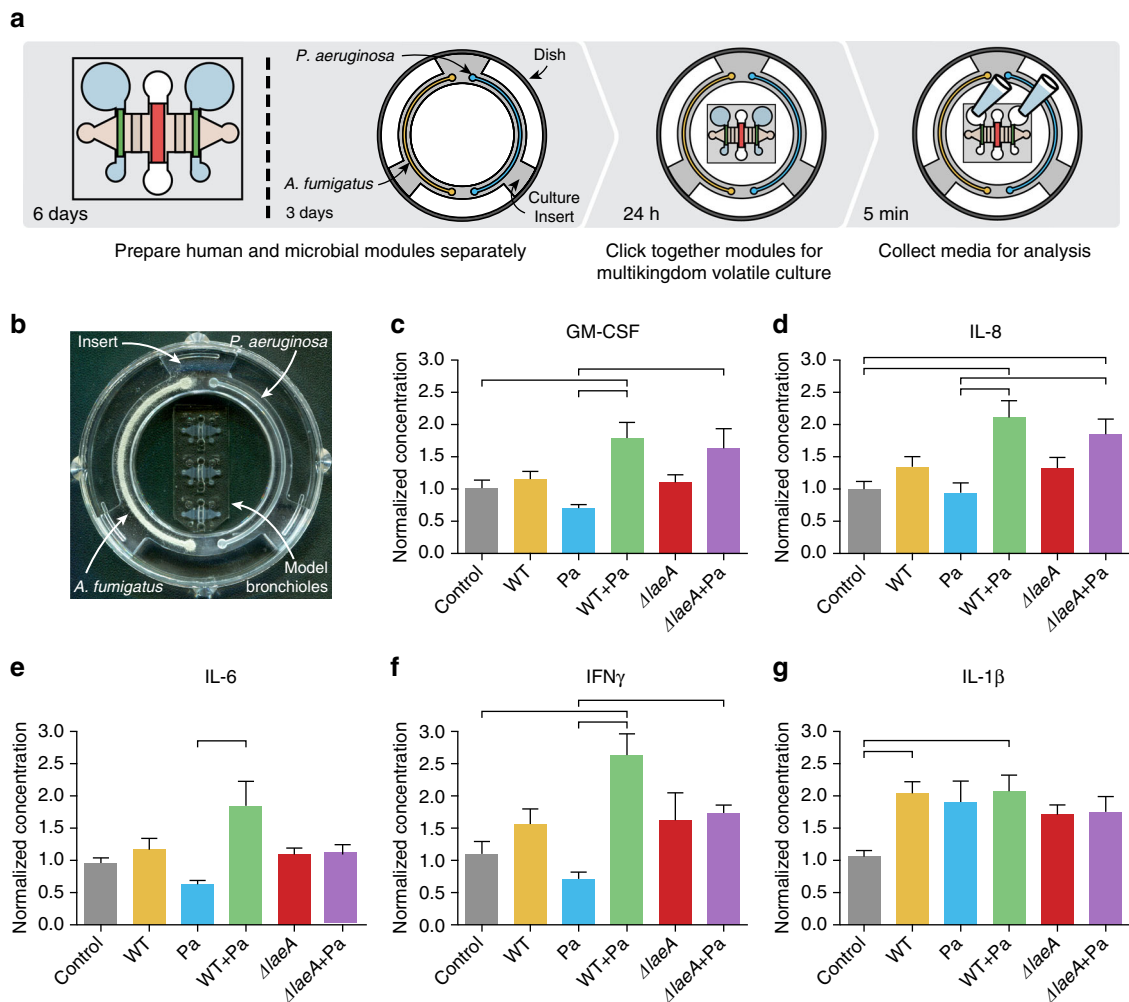 a
P. aeruginosa
Dish
A. fumigatus
Culture
Insert
6 days
3 days
24 h
5 min
Prepare human and microbial modules separately
Click together modules for
multikingdom volatile culture
Collect media for analysis
b
Insert
P. aeruginosa
A. fumigatus
Model
bronchioles
c
GM-CSF
Normalized concentration
3.0
2.5
2.0
1.5
1.0
0.5
0.0
Control
WT
Pa
WT+Pa
ΔlaeA
ΔlaeA+Pa
d
IL-8
Normalized concentration
3.0
2.5
2.0
1.5
1.0
0.5
0.0
Control
WT
Pa
WT+Pa
ΔlaeA
ΔlaeA+Pa
e
IL-6
Normalized concentration
3.0
2.5
2.0
1.5
1.0
0.5
0.0
Control
WT
Pa
WT+Pa
ΔlaeA
ΔlaeA+Pa
f
IFNγ
Normalized concentration
3.0
2.5
2.0
1.5
1.0
0.5
0.0
Control
WT
Pa
WT+Pa
ΔlaeA
ΔlaeA+Pa
g
IL-1β
Normalized concentration
3.0
2.5
2.0
1.5
1.0
0.5
0.0
Control
WT
Pa
WT+Pa
ΔlaeA
ΔlaeA+Pa